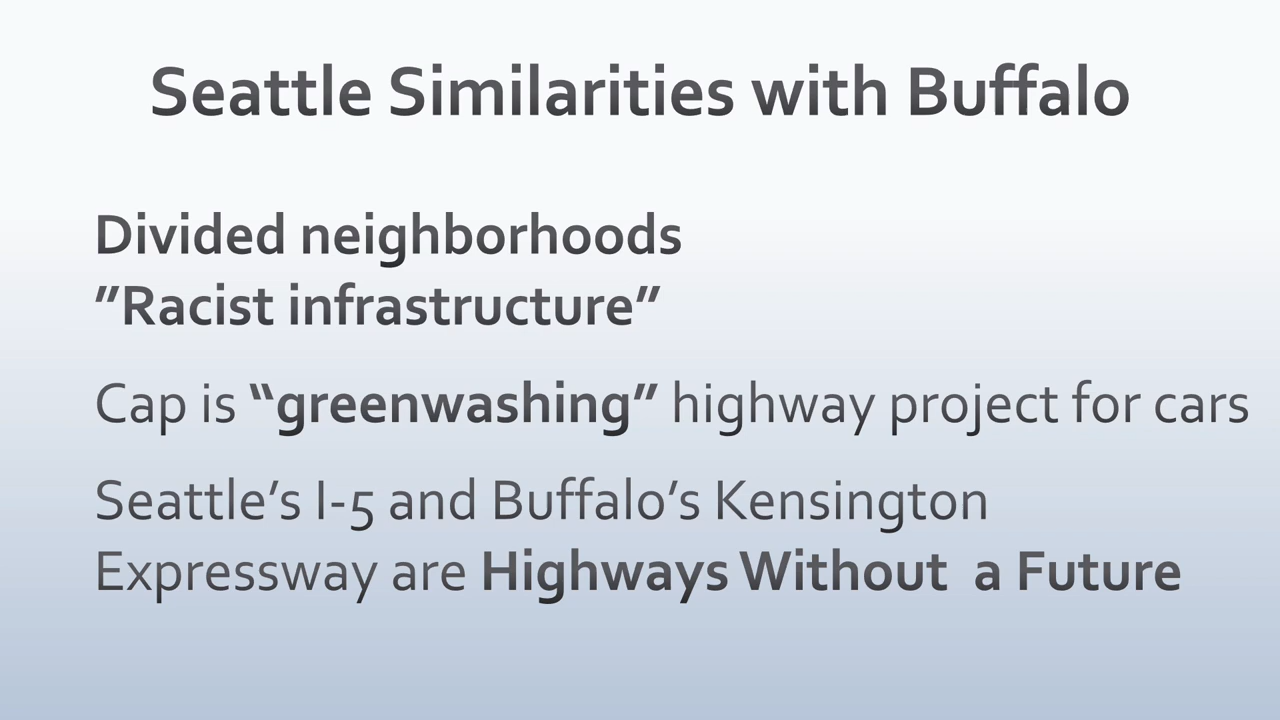 Seattle Similarities with Buffalo
Divided neighborhoods
”Racist infrastructure”
Cap is “greenwashing” highway project for cars
Seattle’s I-5 and Buffalo’s Kensington
Expressway are Highways Without  a Future